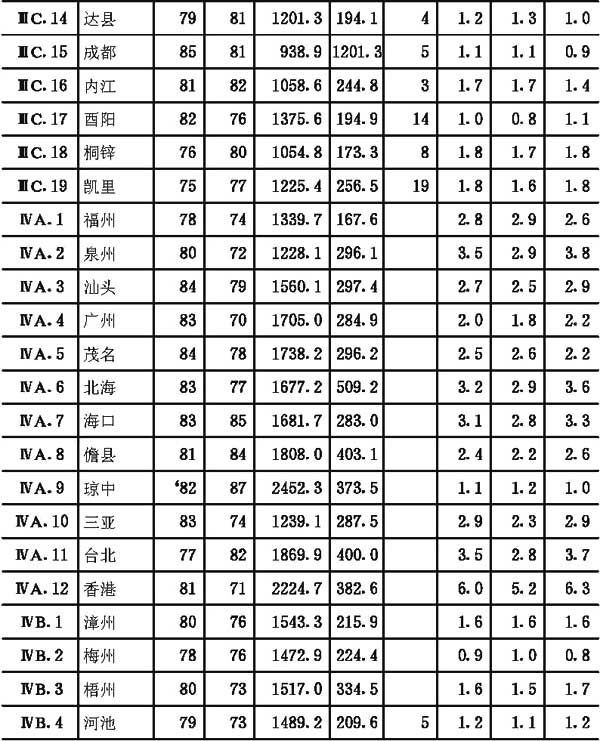 ⅢC.14 达县 79 81 1201.3 194.1 4 1.2 1.3 1.0
ⅢC.15 成都 85 81 938.9 1201.3 5 1.1 1.1 0.9
ⅢC.16 内江 81 82 1058.6 244.8 3 1.7 1.7 1.4
ⅢC.17 酉阳 82 76 1375.6 194.9 14 1.0 0.8 1.1
ⅢC.18 桐锌 76 80 1054.8 173.3 8 1.8 1.7 1.8
ⅢC.19 凯里 75 77 1225.4 256.5 19 1.8 1.6 1.8
ⅣA.1 福州 78 74 1339.7 167.6 2.8 2.9 2.6
ⅣA.2 泉州 80 72 1228.1 296.1 3.5 2.9 3.8
ⅣA.3 汕头 84 79 1560.1 297.4 2.7 2.5 2.9
ⅣA.4 广州 83 70 1705.0 284.9 2.0 1.8 2.2
ⅣA.5 茂名 84 78 1738.2 296.2 2.5 2.6 2.2
ⅣA.6 北海 83 77 1677.2 509.2 3.2 2.9 3.6
ⅣA.7 海口 83 85 1681.7 283.0 3.1 2.8 3.3
ⅣA.8 儋县 81 84 1808.0 403.1 2.4 2.2 2.6
ⅣA.9 琼中 ‘82 87 2452.3 373.5 1.1 1.2 1.0
ⅣA.10 三亚 83 74 1239.1 287.5 2.9 2.3 2.9
ⅣA.11 台北 77 82 1869.9 400.0 3.5 2.8 3.7
ⅣA.12 香港 81 71 2224.7 382.6 6.0 5.2 6.3
ⅣB.1 漳州 80 76 1543.3 215.9 1.6 1.6 1.6
ⅣB.2 梅州 78 76 1472.9 224.4 0.9 1.0 0.8
ⅣB.3 梧州 80 73 1517.0 334.5 1.6 1.5 1.7
ⅣB.4 河池 79 73 1489.2 209.6 5 1.2 1.1 1.2